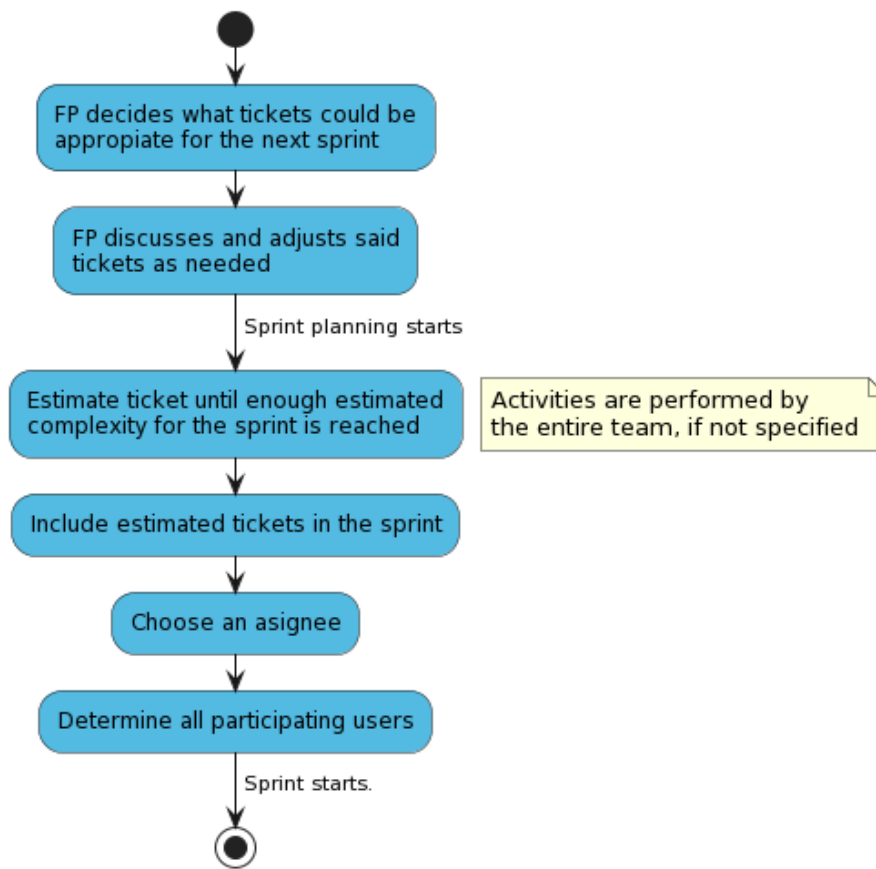 FP decides what tickets could be
appropiate for the next sprint
FP discusses and adjusts said
tickets as needed
Sprint planning starts
Estimate ticket until enough estimated
complexity for the sprint is reached
Activities are performed by
the entire team, if not specified
Include estimated tickets in the sprint
Choose an asignee
Determine all participating users
Sprint starts.